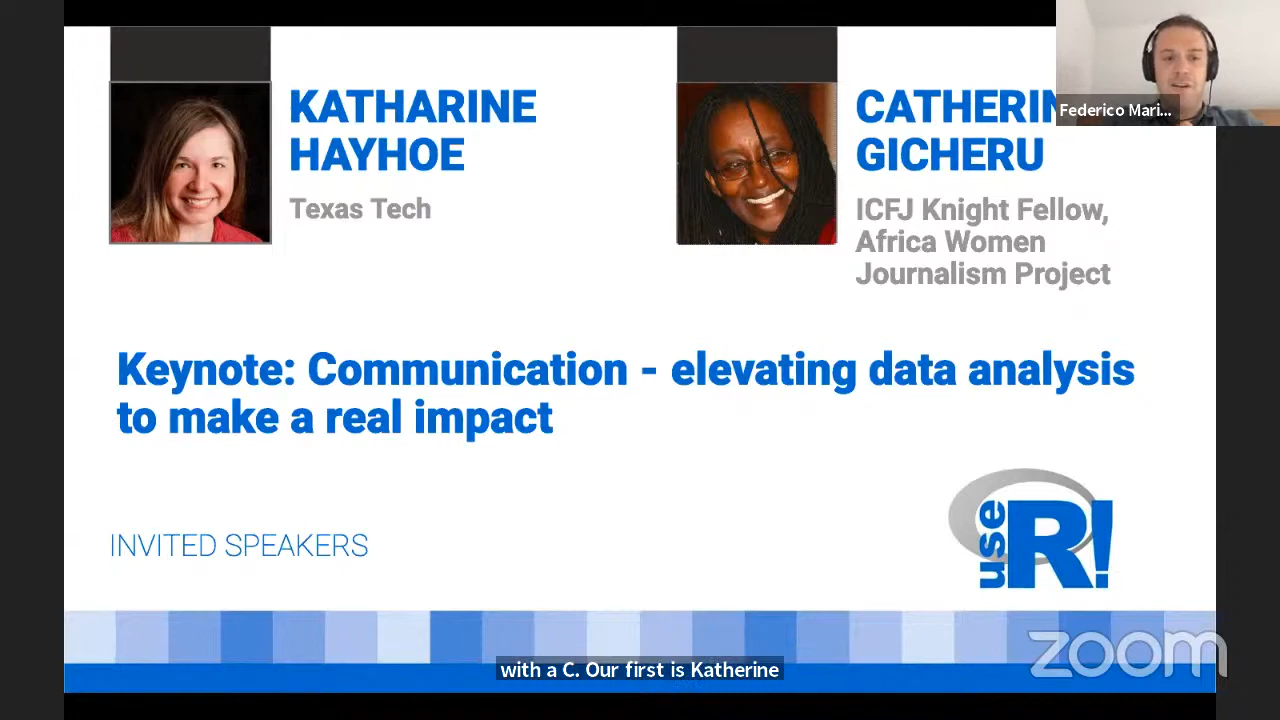 KATHARINE
HAYHOE
Texas Tech
CATHERIN
GICHERU
ICFJ Knight Fellow,
Africa Women
Journalism Project
Federico Mari...
Keynote: Communication - elevating data analysis
to make a real impact
INVITED SPEAKERS
use
R!
zoom
with a C. Our first is Katherine